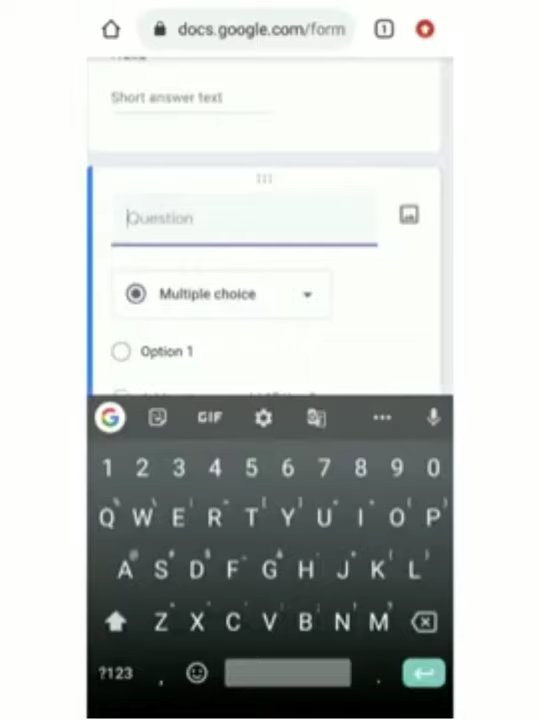 docs.google.com/form
1
Short answer text
Question
Multiple choice
Option 1
GIF
1 2 3 4 5 6 7 8 9 0
Q W E R T Y U I O P
A S D F G H J K L
Z X C V B N M
?123 , .